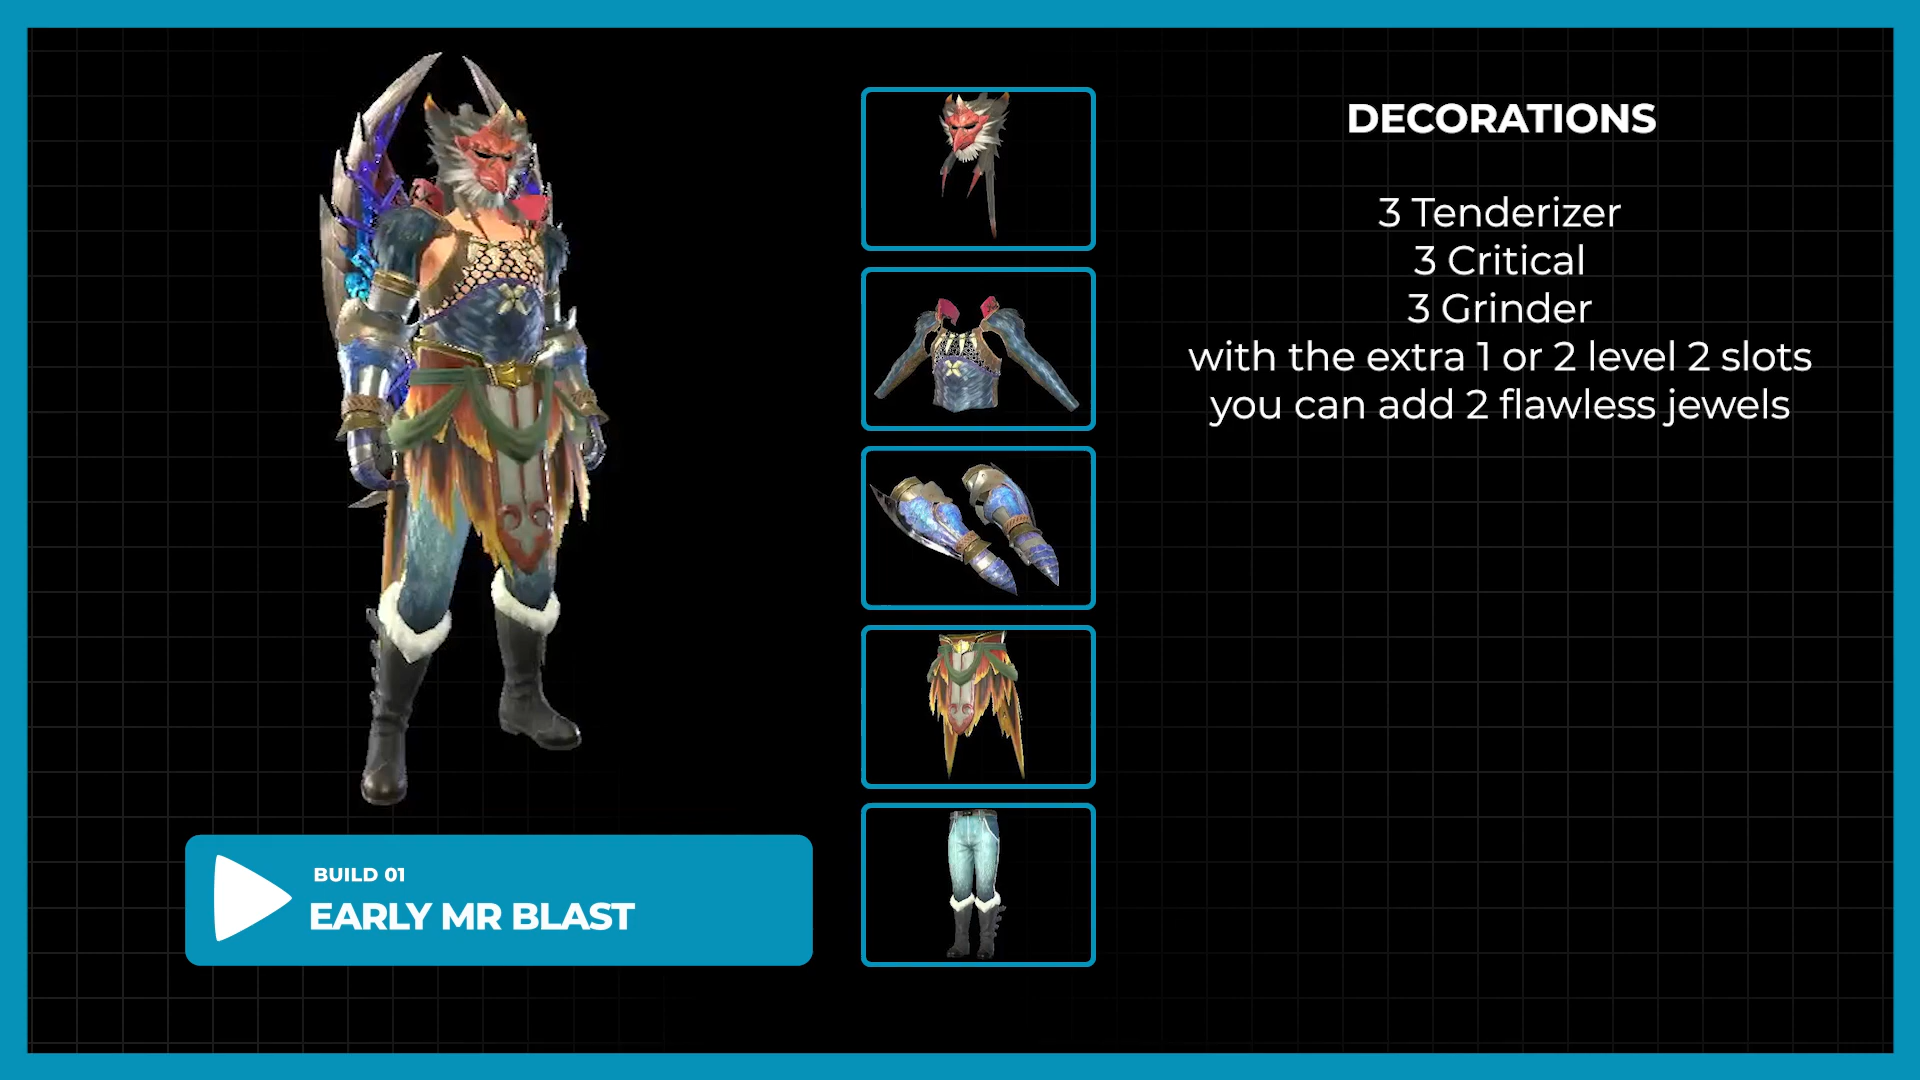 DECORATIONS
3 Tenderizer
3 Critical
3 Grinder
with the extra 1 or 2 level 2 slots
you can add 2 flawless jewels
BUILD 01
EARLY MR BLAST